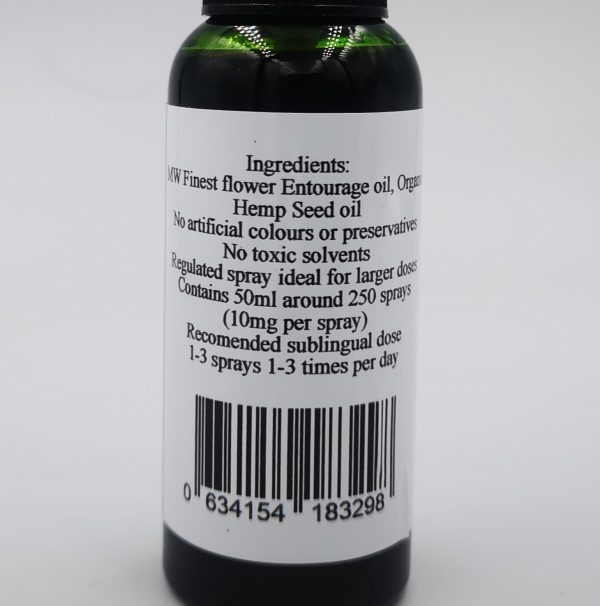 Ingredients:
MW Finest flower Entourage oil,
Hemp Seed oil
No artificial colours or preservatives
No toxic solvents
Regulated spray ideal for larger doses
Contains 50ml around 250 sprays
(10mg per spray)
Recomended sublingual dose
1-3 sprays 1-3 times per day
0 634154 183298